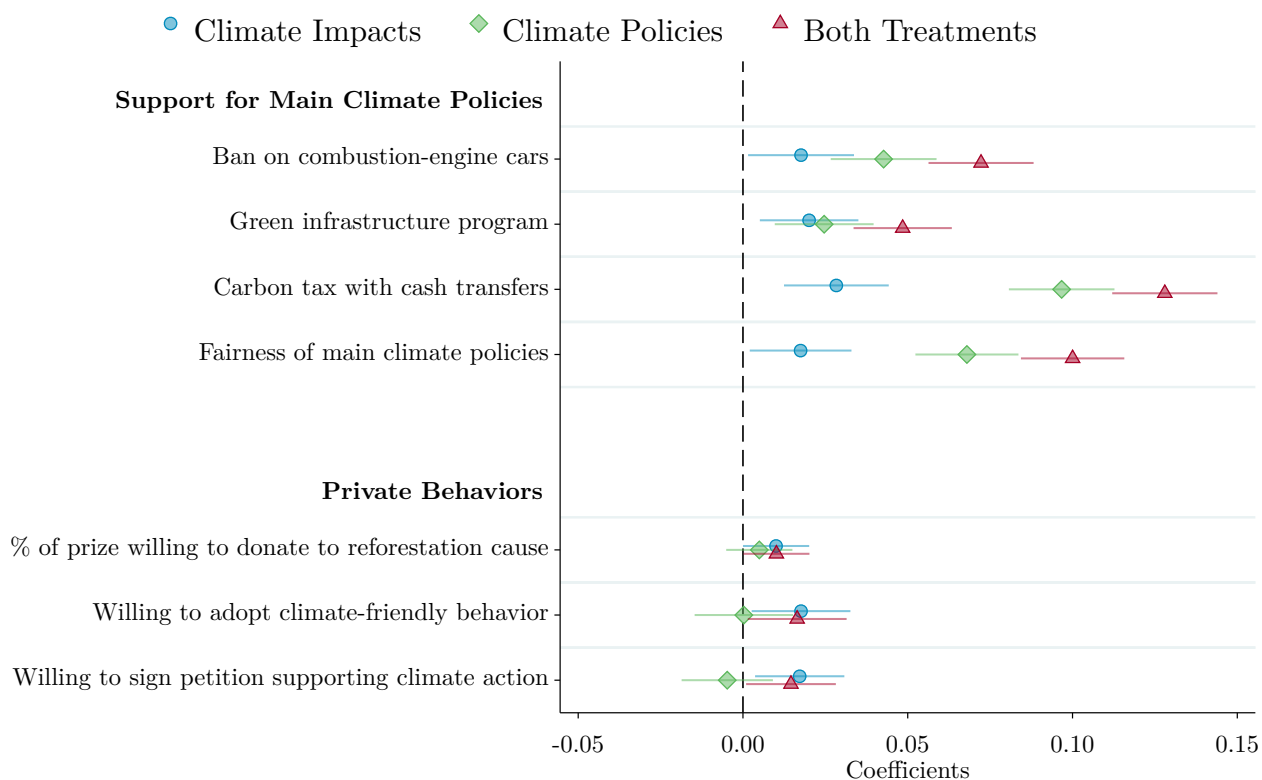 Climate Impacts Climate Policies Both Treatments
Support for Main Climate Policies
Ban on combustion-engine cars
Green infrastructure program
Carbon tax with cash transfers
Fairness of main climate policies
Private Behaviors
% of prize willing to donate to reforestation cause
Willing to adopt climate-friendly behavior
Willing to sign petition supporting climate action
-0.05 0.00 0.05 0.10 0.15
Coefficients